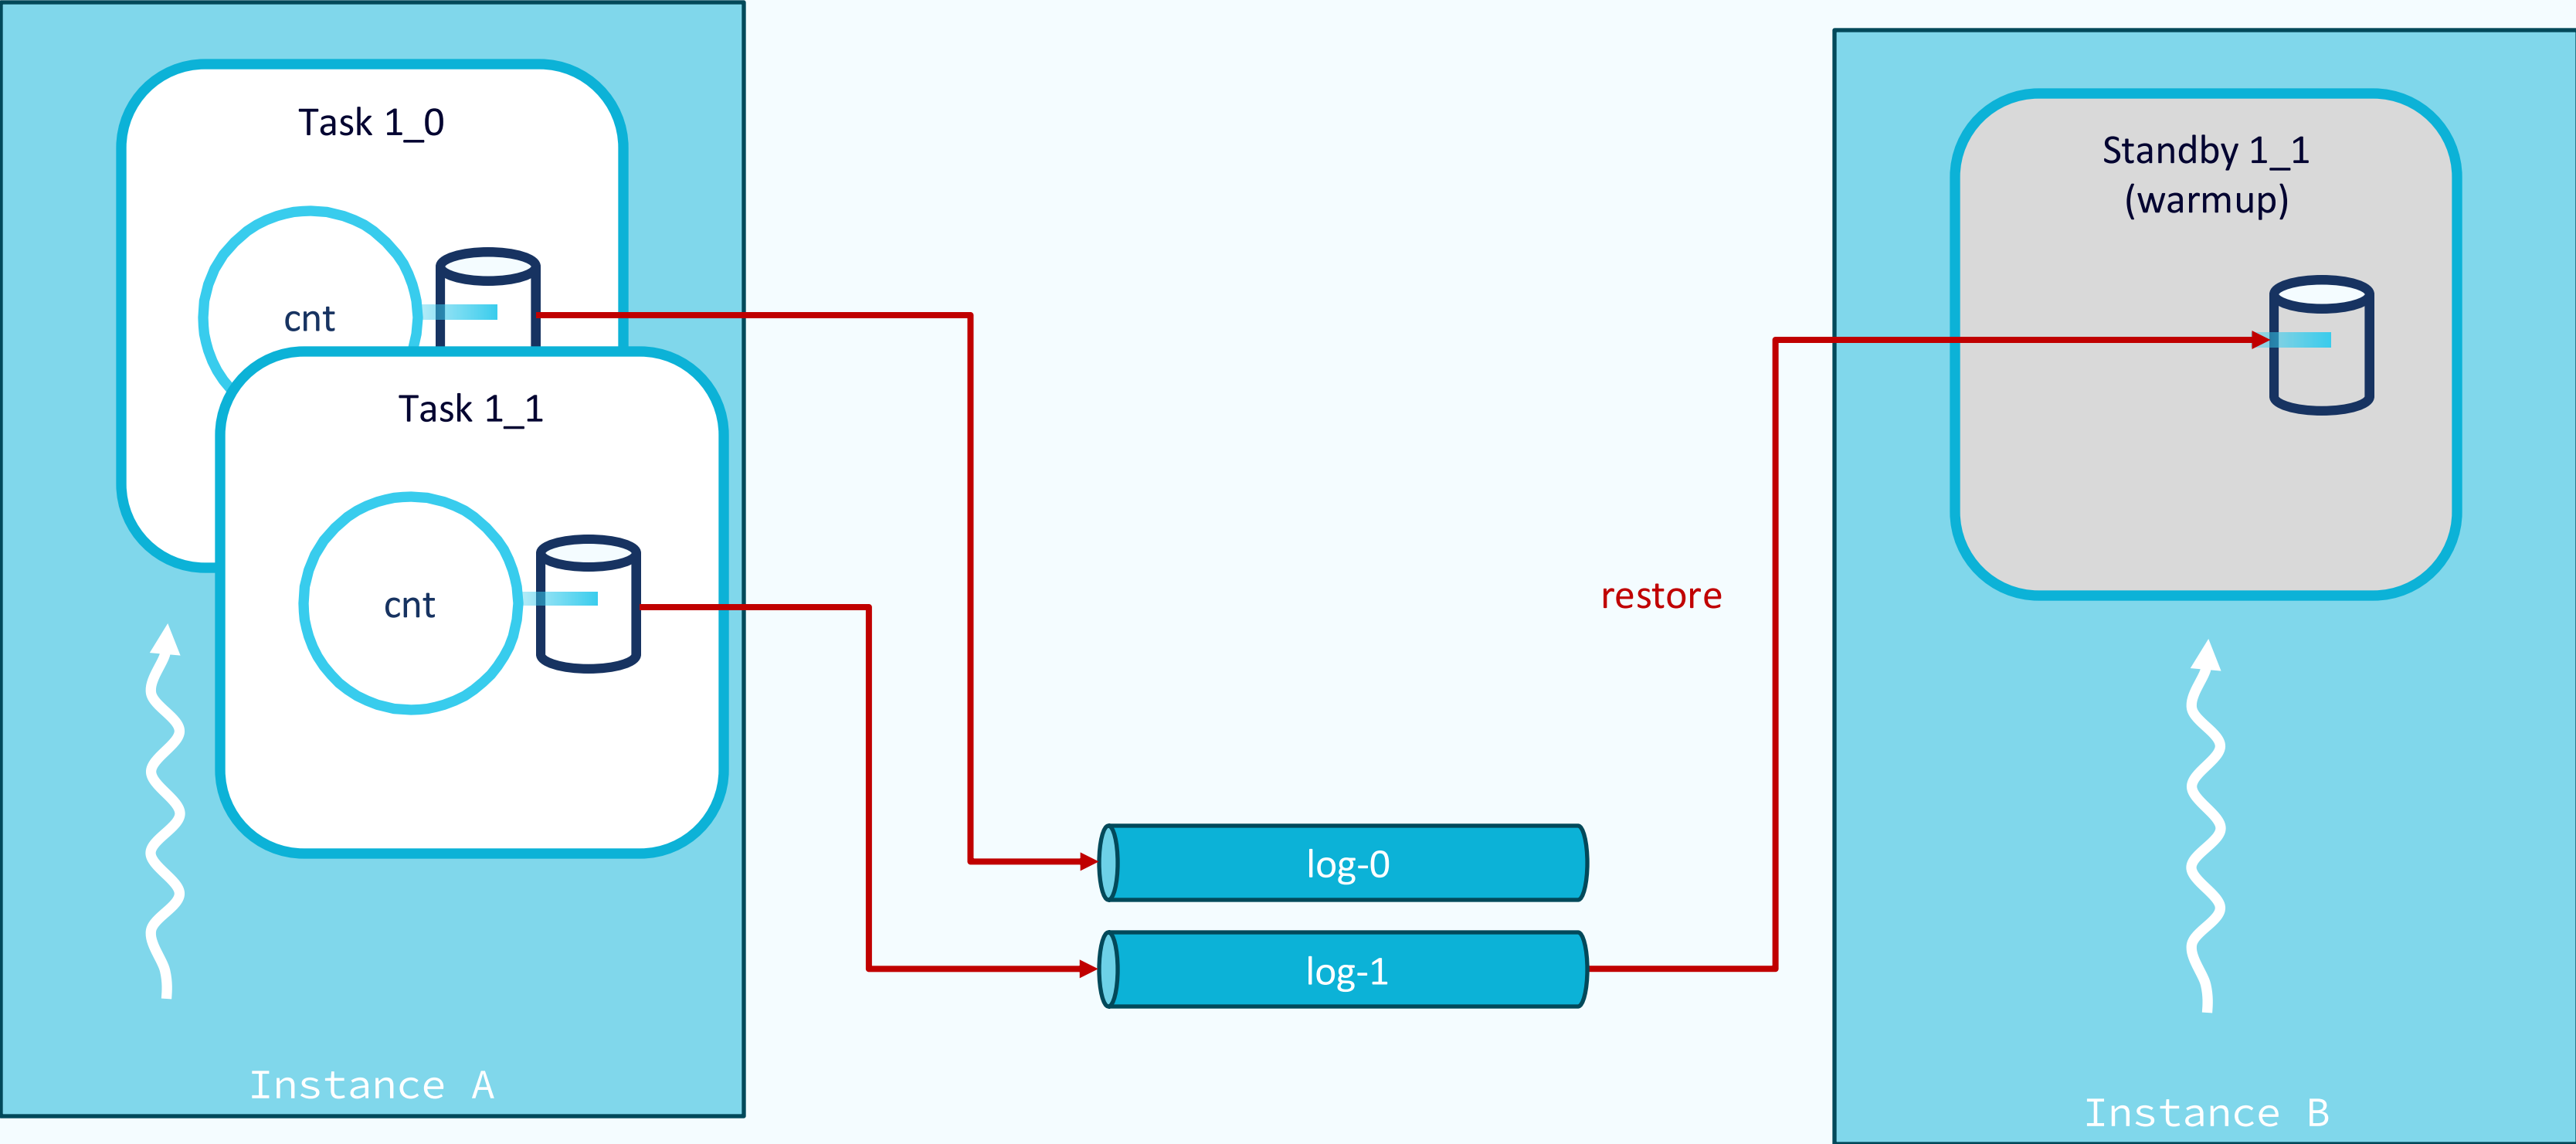 Task 1_0
cnt
Task 1_1
cnt
Instance A
log-0
log-1
restore
Standby 1_1
(warmup)
Instance B